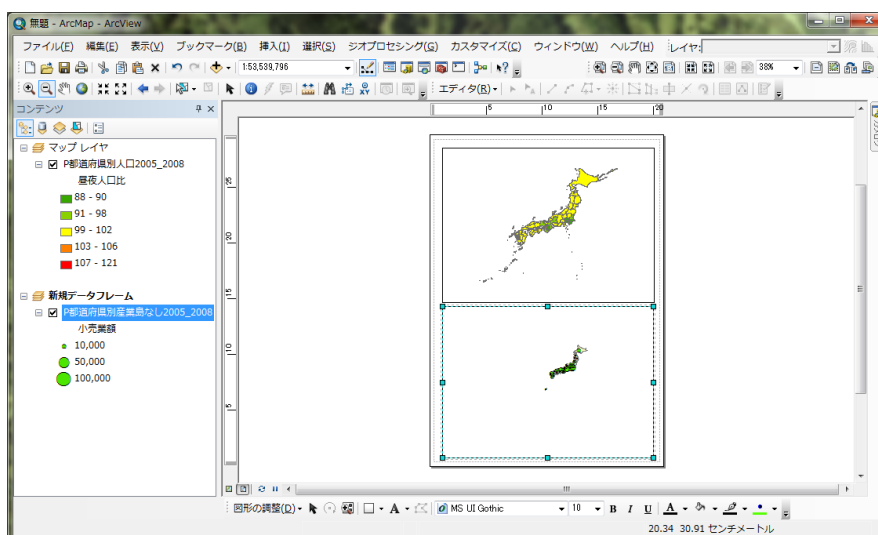 無題 - ArcMap - ArcView
ファイル(F) 編集(E) 表示(V) ブックマーク(B) 挿入(I) 選択(S) ジオプロセシング(G) カスタマイズ(C) ウィンドウ(W) ヘルプ(H) レイヤ:
1:53,539,796 38%
エディタ(R)
コンテンツ
5 10 15 20
マップ レイヤ
P都道府県別人口2005_2008
昼夜人口比
88 - 90
91 - 98
99 - 102
103 - 106
107 - 121
新規データフレーム
P都道府県別産業島なし2005_2008
小売業額
10,000
50,000
100,000
25
20
15
10
5
図形の調整(D) A MS UI Gothic 10 B I U A
20.34 30.91 センチメートル